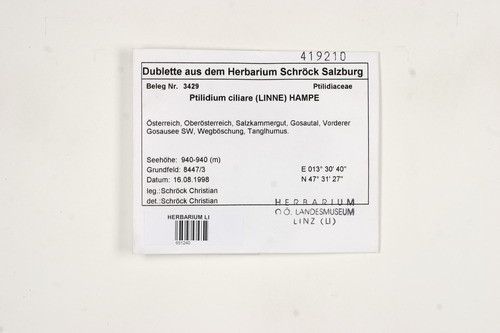 419210
Dublette aus dem Herbarium Schröck Salzburg
Beleg Nr. 3429 Ptilidiaceae
Ptilidium ciliare (LINNE) HAMPE
Österreich, Oberösterreich, Salzkammergut, Gosautal, Vorderer
Gosausee SW, Wegböschung, Tanglhumus.
Seehöhe: 940-940 (m)
Grundfeld: 8447/3 E 013° 30' 40"
Datum: 16.08.1998 N 47° 31' 27"
leg.:Schröck Christian
det.:Schröck Christian
HERBARIUM
OÖ. LANDESMUSEUM
LINZ (LI)
HERBARIUM LI